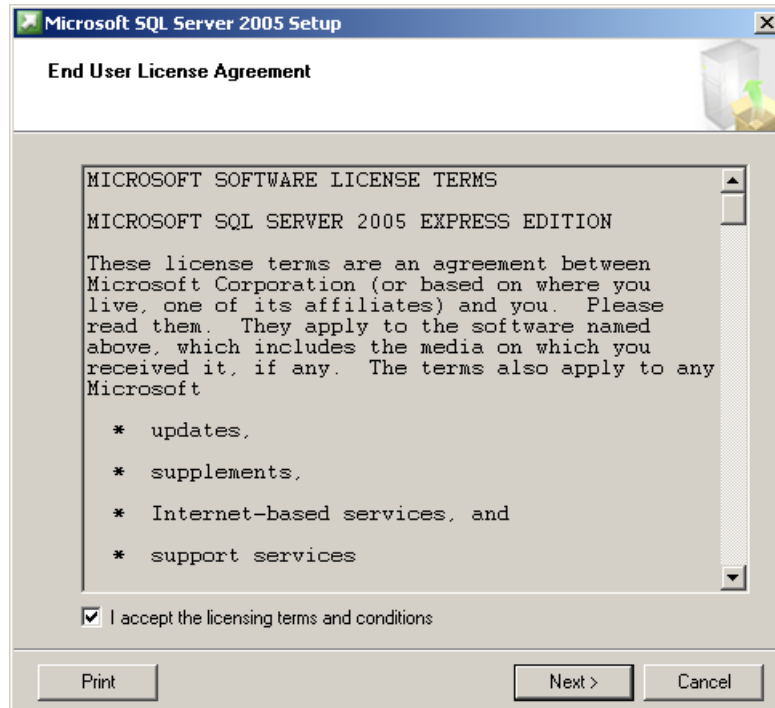 Microsoft SQL Server 2005 Setup
End User License Agreement
MICROSOFT SOFTWARE LICENSE TERMS
MICROSOFT SQL SERVER 2005 EXPRESS EDITION
These license terms are an agreement between
Microsoft Corporation (or based on where you
live, one of its affiliates) and you.  Please
read them.  They apply to the software named
above, which includes the media on which you
received it, if any.  The terms also apply to any
Microsoft
* updates,
* supplements,
* Internet-based services, and
* support services
I accept the licensing terms and conditions
Print Next > Cancel